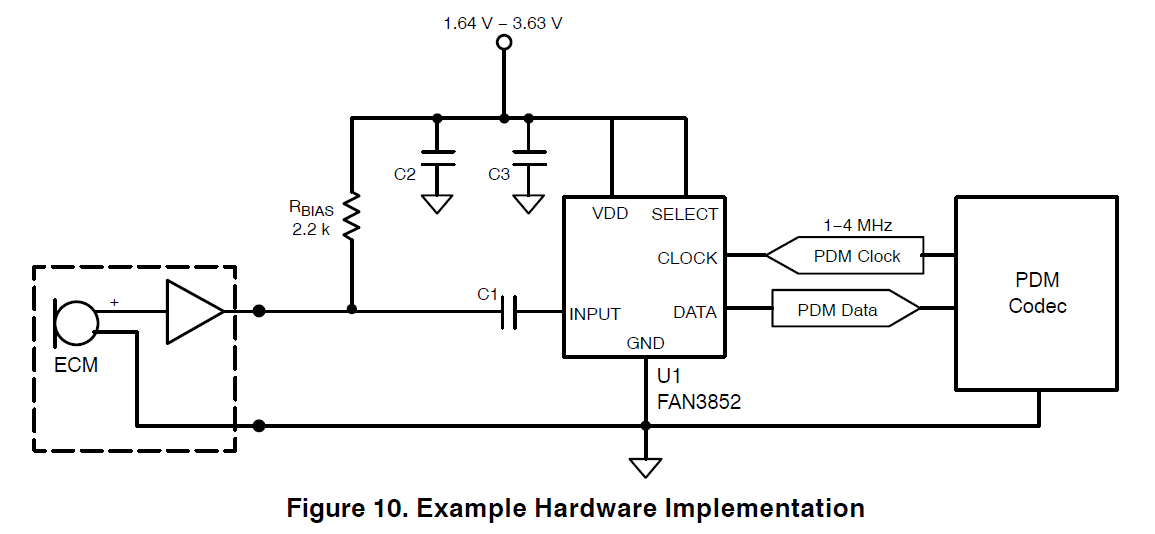 1.64 V – 3.63 V
C2
C3
RBIAS
2.2 k
VDD
SELECT
1–4 MHz
CLOCK
PDM Clock
PDM
Codec
+
C1
INPUT
DATA
PDM Data
GND
ECM
U1
FAN3852
Figure 10. Example Hardware Implementation